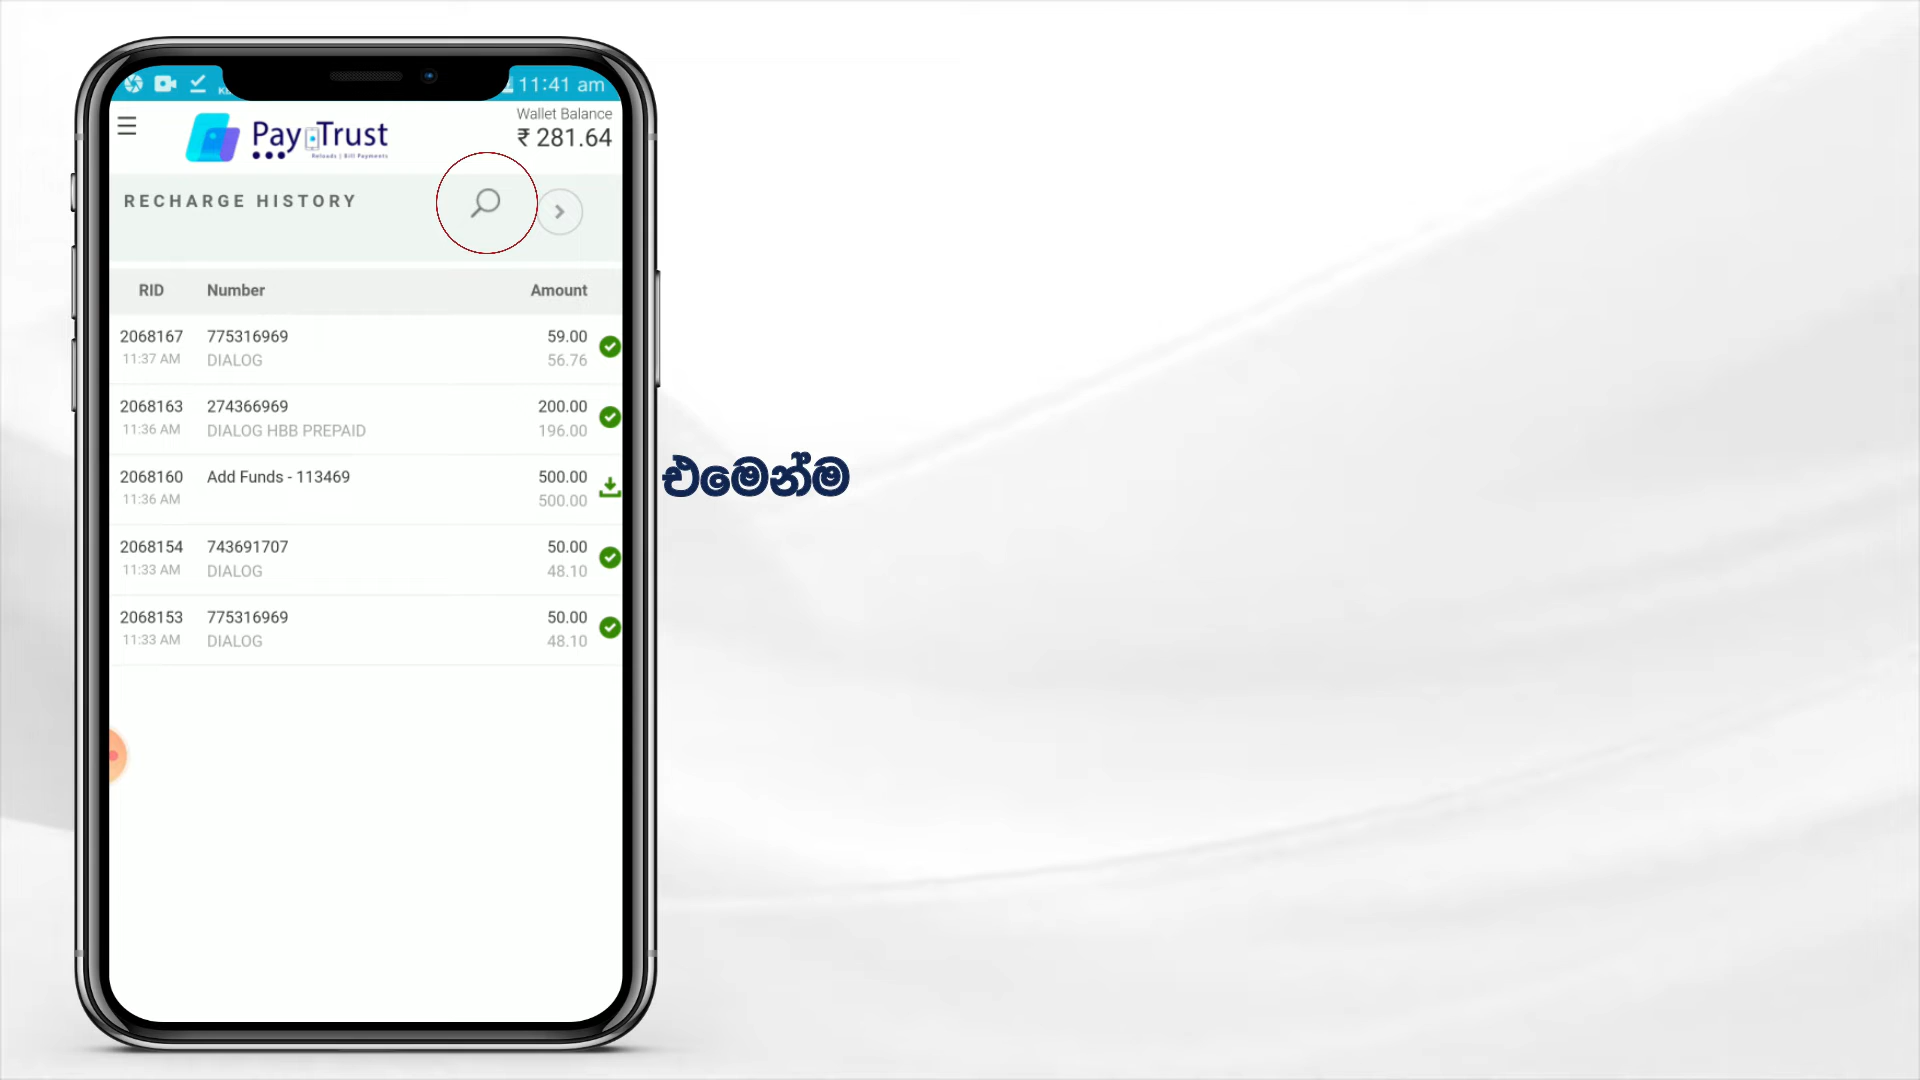 11:41 am
Pay Trust
Reloads | Bill Payments
Wallet Balance
₹ 281.64
RECHARGE HISTORY
RID Number Amount
2068167 775316969 59.00
11:37 AM DIALOG 56.76
2068163 274366969 200.00
11:36 AM DIALOG HBB PREPAID 196.00
2068160 Add Funds - 113469 500.00
11:36 AM 500.00
එමෙන්ම
2068154 743691707 50.00
11:33 AM DIALOG 48.10
2068153 775316969 50.00
11:33 AM DIALOG 48.10